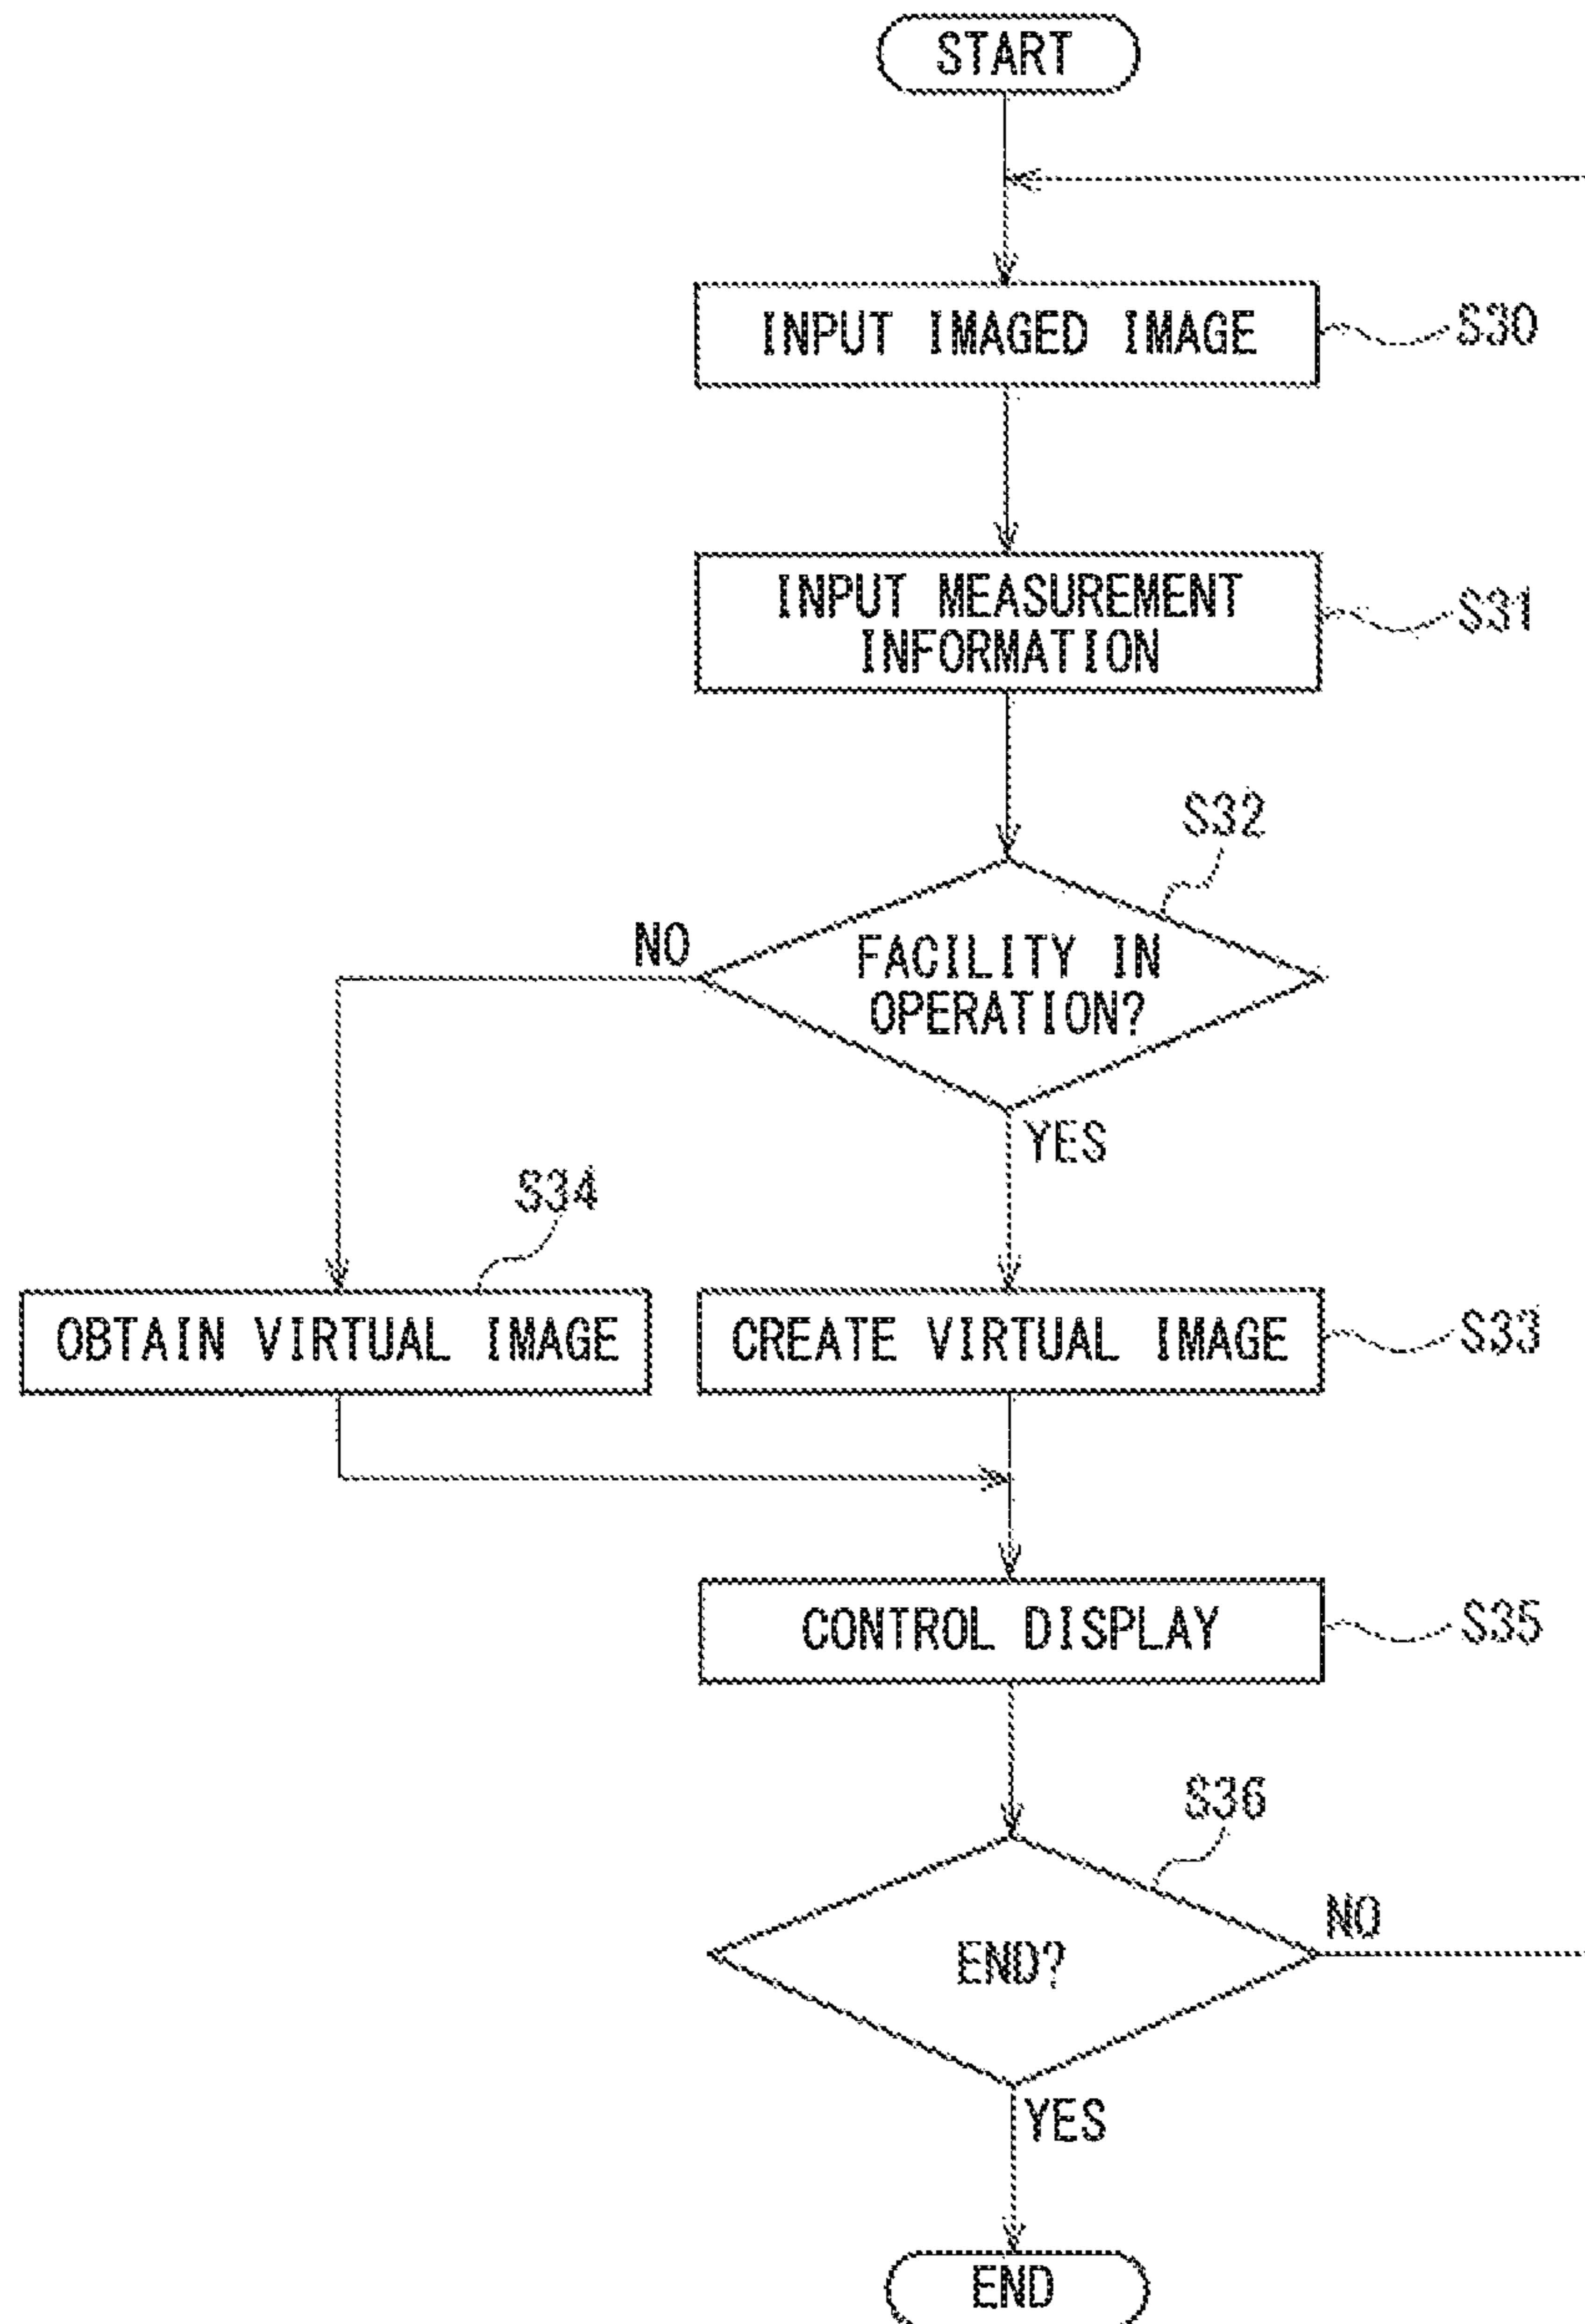 START
INPUT IMAGED IMAGE
S30
INPUT MEASUREMENT
INFORMATION
S31
S32
FACILITY IN
OPERATION?
NO
YES
S34
OBTAIN VIRTUAL IMAGE
CREATE VIRTUAL IMAGE
S33
CONTROL DISPLAY
S35
S36
END?
NO
YES
END